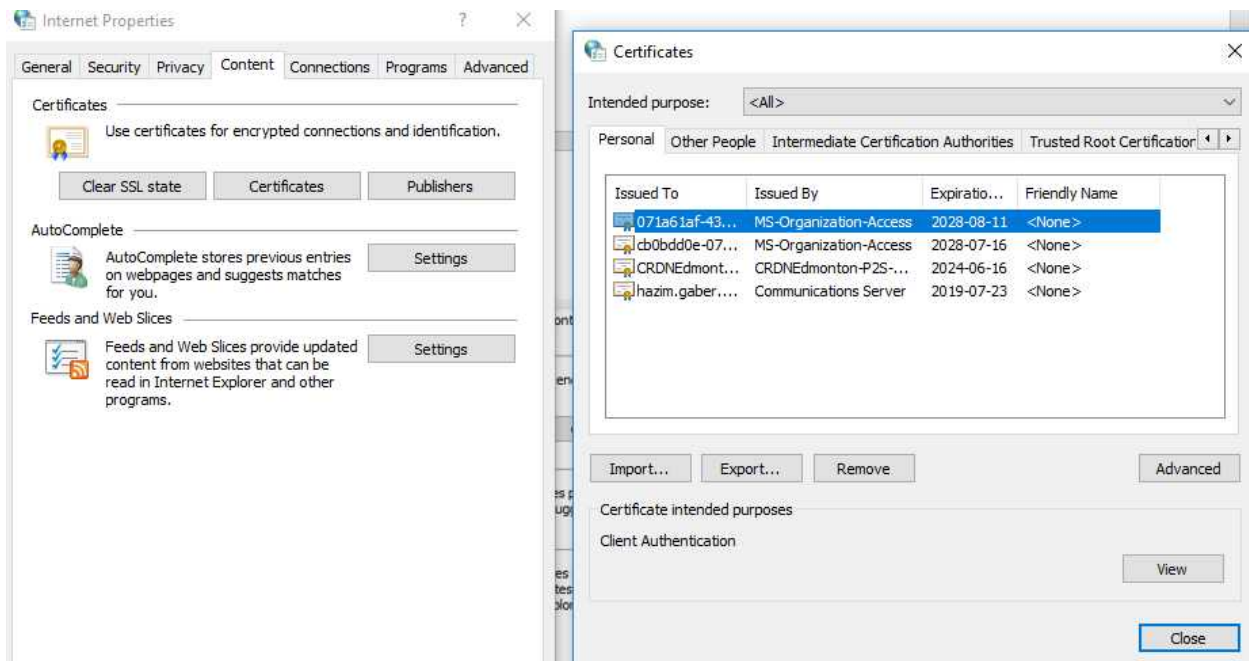 Internet Properties
General Security Privacy Content Connections Programs Advanced
Certificates
Use certificates for encrypted connections and identification.
Clear SSL state Certificates Publishers
AutoComplete
AutoComplete stores previous entries
on webpages and suggests matches
for you.
Settings
Feeds and Web Slices
Feeds and Web Slices provide updated
content from websites that can be
read in Internet Explorer and other
programs.
Settings
Certificates
Intended purpose: <All>
Personal Other People Intermediate Certification Authorities Trusted Root Certification
Issued To Issued By Expiratio... Friendly Name
071a61af-43... MS-Organization-Access 2028-08-11 <None>
cb0bdd0e-07... MS-Organization-Access 2028-07-16 <None>
CRDNEdmont... CRDNEdmonton-P2S-... 2024-06-16 <None>
hazim.gaber.... Communications Server 2019-07-23 <None>
Import... Export... Remove Advanced
Certificate intended purposes
Client Authentication
View
Close